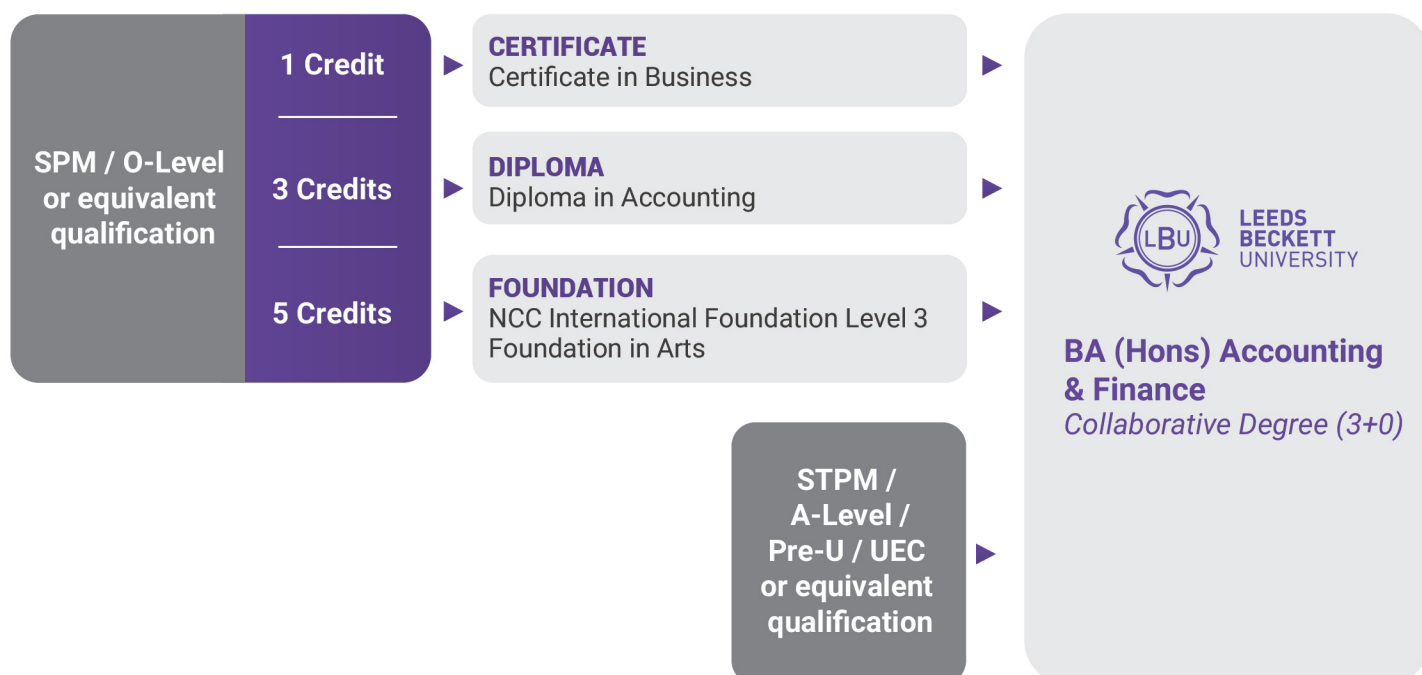 SPM / O-Level
or equivalent
qualification
1 Credit
CERTIFICATE
Certificate in Business
3 Credits
DIPLOMA
Diploma in Accounting
5 Credits
FOUNDATION
NCC International Foundation Level 3
Foundation in Arts
STPM /
A-Level /
Pre-U / UEC
or equivalent
qualification
LBU
LEEDS
BECKETT
UNIVERSITY
BA (Hons) Accounting
& Finance
Collaborative Degree (3+0)